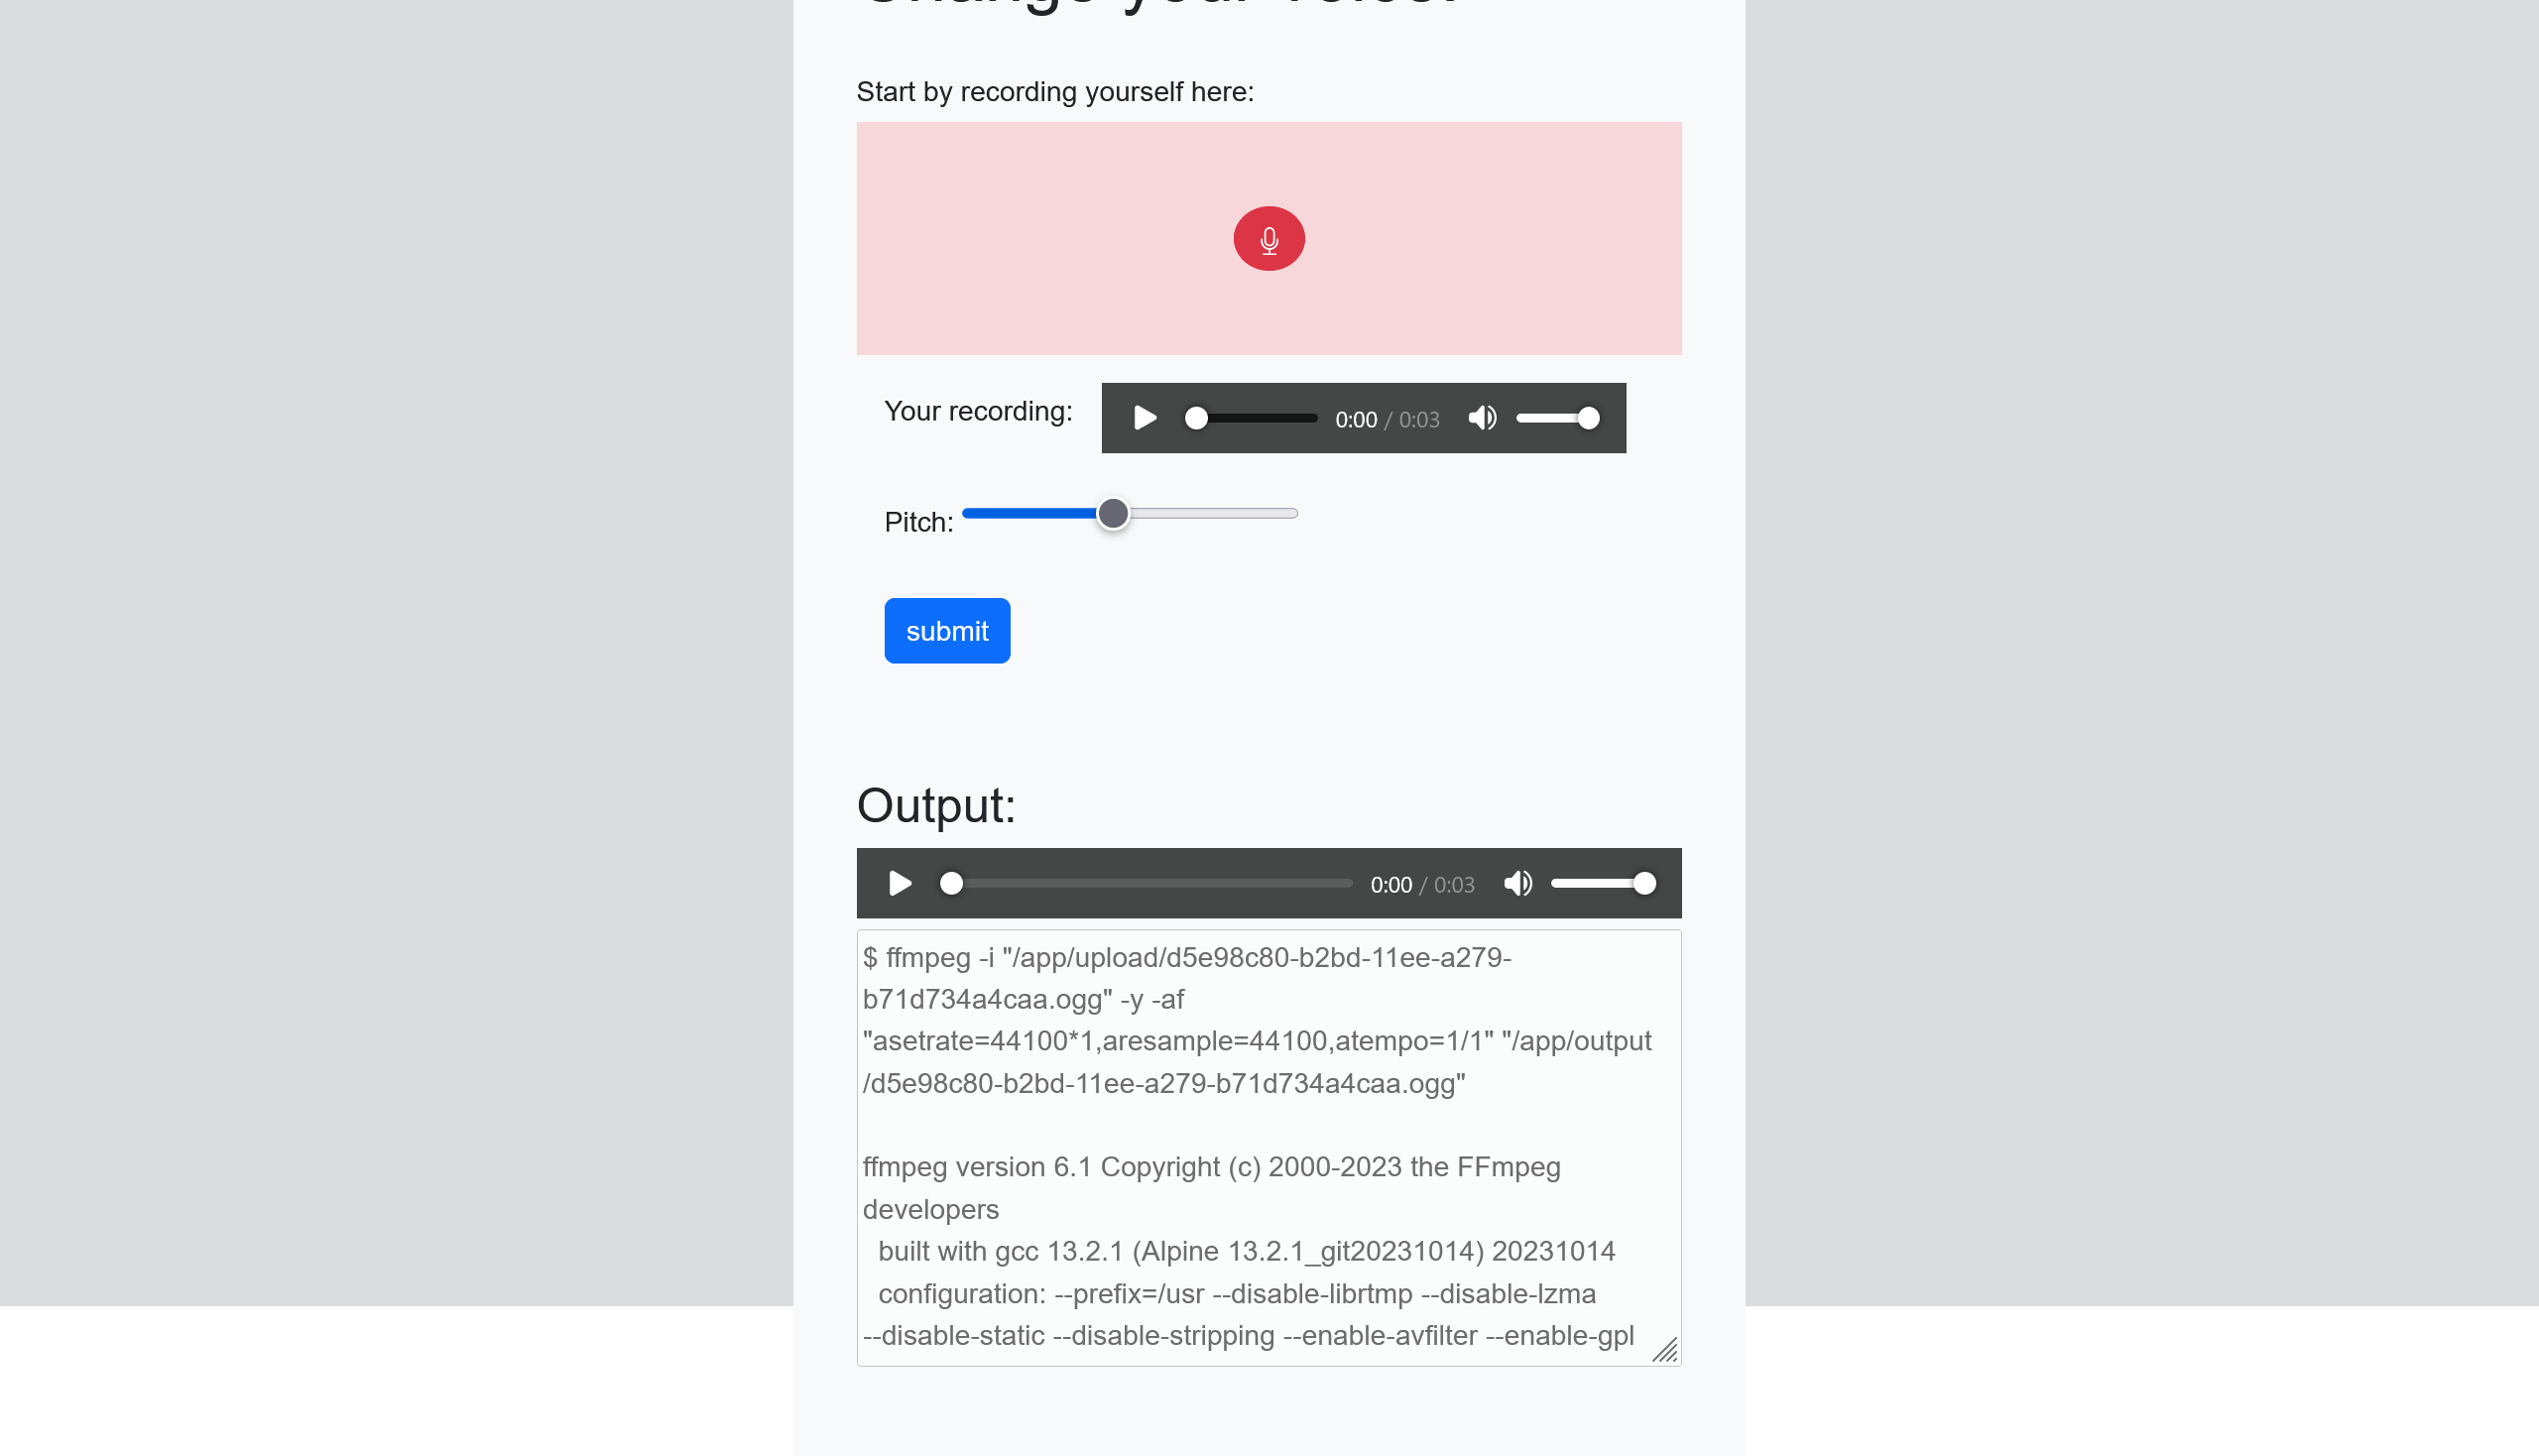 Change your voice!
Start by recording yourself here:
Your recording:
0:00 / 0:03
Pitch:
submit
Output:
0:00 / 0:03
$ ffmpeg -i "/app/upload/d5e98c80-b2bd-11ee-a279-
b71d734a4caa.ogg" -y -af
"asetrate=44100*1,aresample=44100,atempo=1/1" "/app/output
/d5e98c80-b2bd-11ee-a279-b71d734a4caa.ogg"
ffmpeg version 6.1 Copyright (c) 2000-2023 the FFmpeg
developers
built with gcc 13.2.1 (Alpine 13.2.1_git20231014) 20231014
configuration: --prefix=/usr --disable-librtmp --disable-lzma
--disable-static --disable-stripping --enable-avfilter --enable-gpl